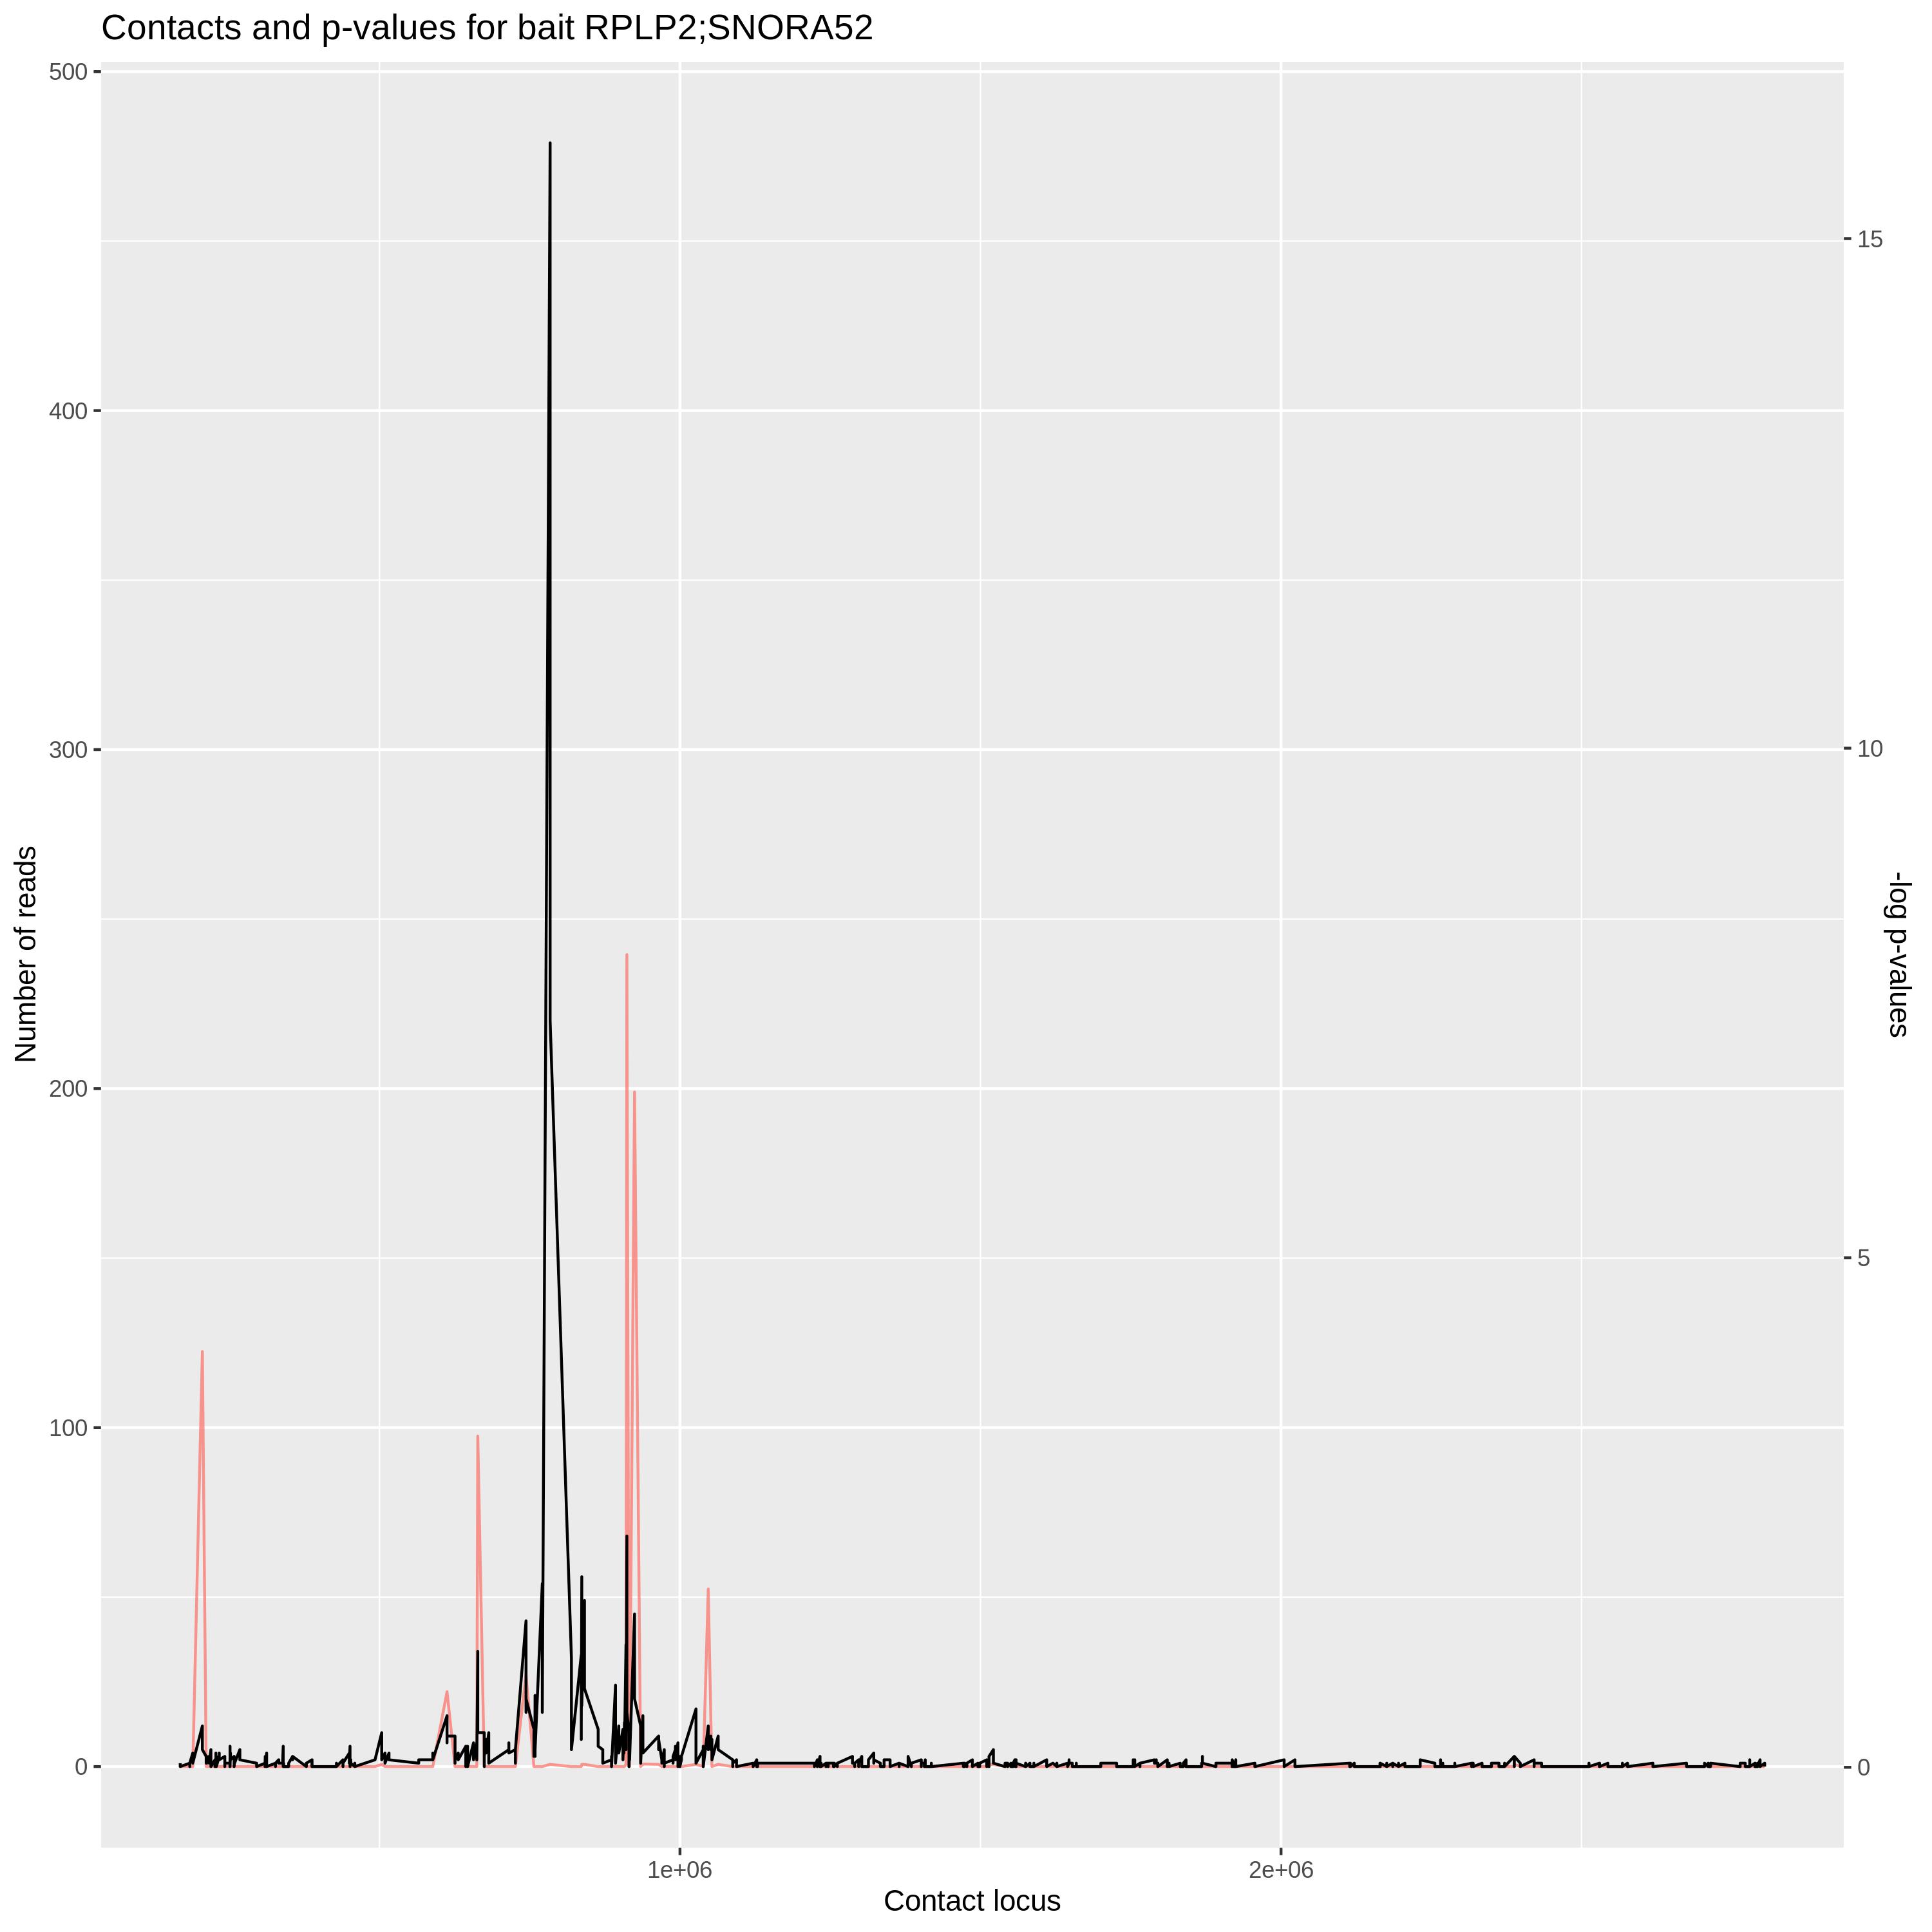 Contacts and p-values for bait RPLP2;SNORA52
500
400
300
200
100
0
Number of reads
15
10
5
0
-log p-values
1e+06
2e+06
Contact locus